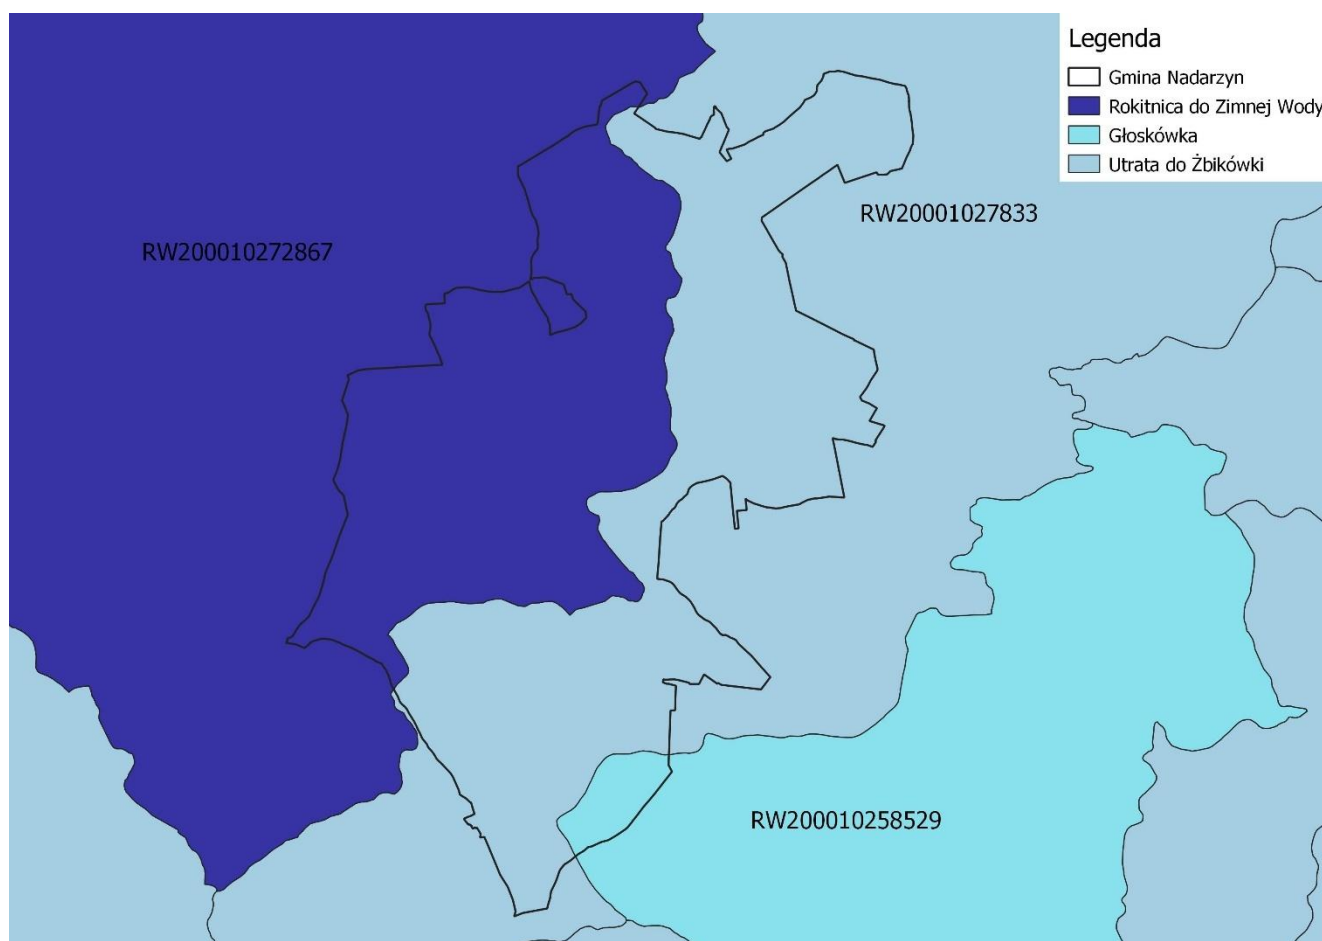 Legenda
Gmina Nadarzyn
Rokitnica do Zimnej Wody
Głoskówka
Utrata do Żbikówki
RW20001027833
RW200010272867
RW200010258529